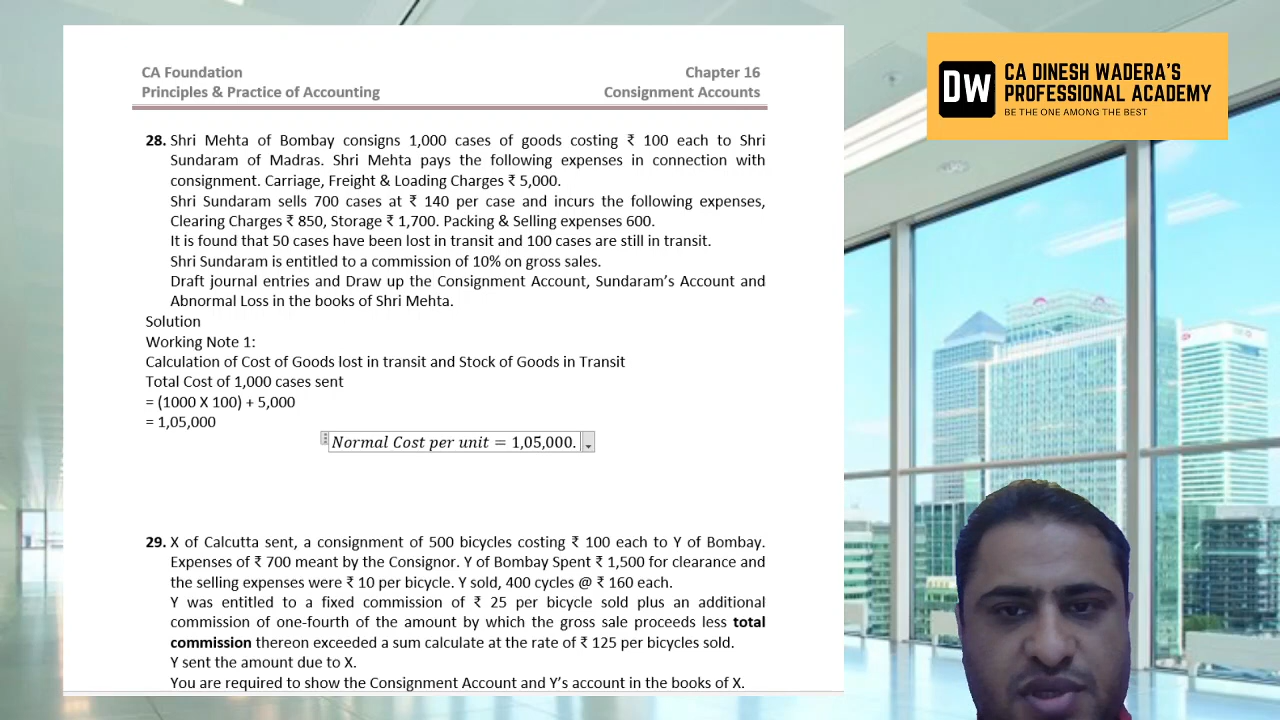 CA Foundation
Chapter 16
Principles & Practice of Accounting
Consignment Accounts
DW
CA DINESH WADERA'S
PROFESSIONAL ACADEMY
BE THE ONE AMONG THE BEST
28. Shri Mehta of Bombay consigns 1,000 cases of goods costing ₹ 100 each to Shri
Sundaram of Madras. Shri Mehta pays the following expenses in connection with
consignment. Carriage, Freight & Loading Charges ₹ 5,000.
Shri Sundaram sells 700 cases at ₹ 140 per case and incurs the following expenses,
Clearing Charges ₹ 850, Storage ₹ 1,700. Packing & Selling expenses 600.
It is found that 50 cases have been lost in transit and 100 cases are still in transit.
Shri Sundaram is entitled to a commission of 10% on gross sales.
Draft journal entries and Draw up the Consignment Account, Sundaram's Account and
Abnormal Loss in the books of Shri Mehta.
Solution
Working Note 1:
Calculation of Cost of Goods lost in transit and Stock of Goods in Transit
Total Cost of 1,000 cases sent
= (1000 X 100) + 5,000
= 1,05,000
Normal Cost per unit = 1,05,000.
29. X of Calcutta sent, a consignment of 500 bicycles costing ₹ 100 each to Y of Bombay.
Expenses of ₹ 700 meant by the Consignor. Y of Bombay Spent ₹ 1,500 for clearance and
the selling expenses were ₹ 10 per bicycle. Y sold, 400 cycles @ ₹ 160 each.
Y was entitled to a fixed commission of ₹ 25 per bicycle sold plus an additional
commission of one-fourth of the amount by which the gross sale proceeds less total
commission thereon exceeded a sum calculate at the rate of ₹ 125 per bicycles sold.
Y sent the amount due to X.
You are required to show the Consignment Account and Y's account in the books of X.